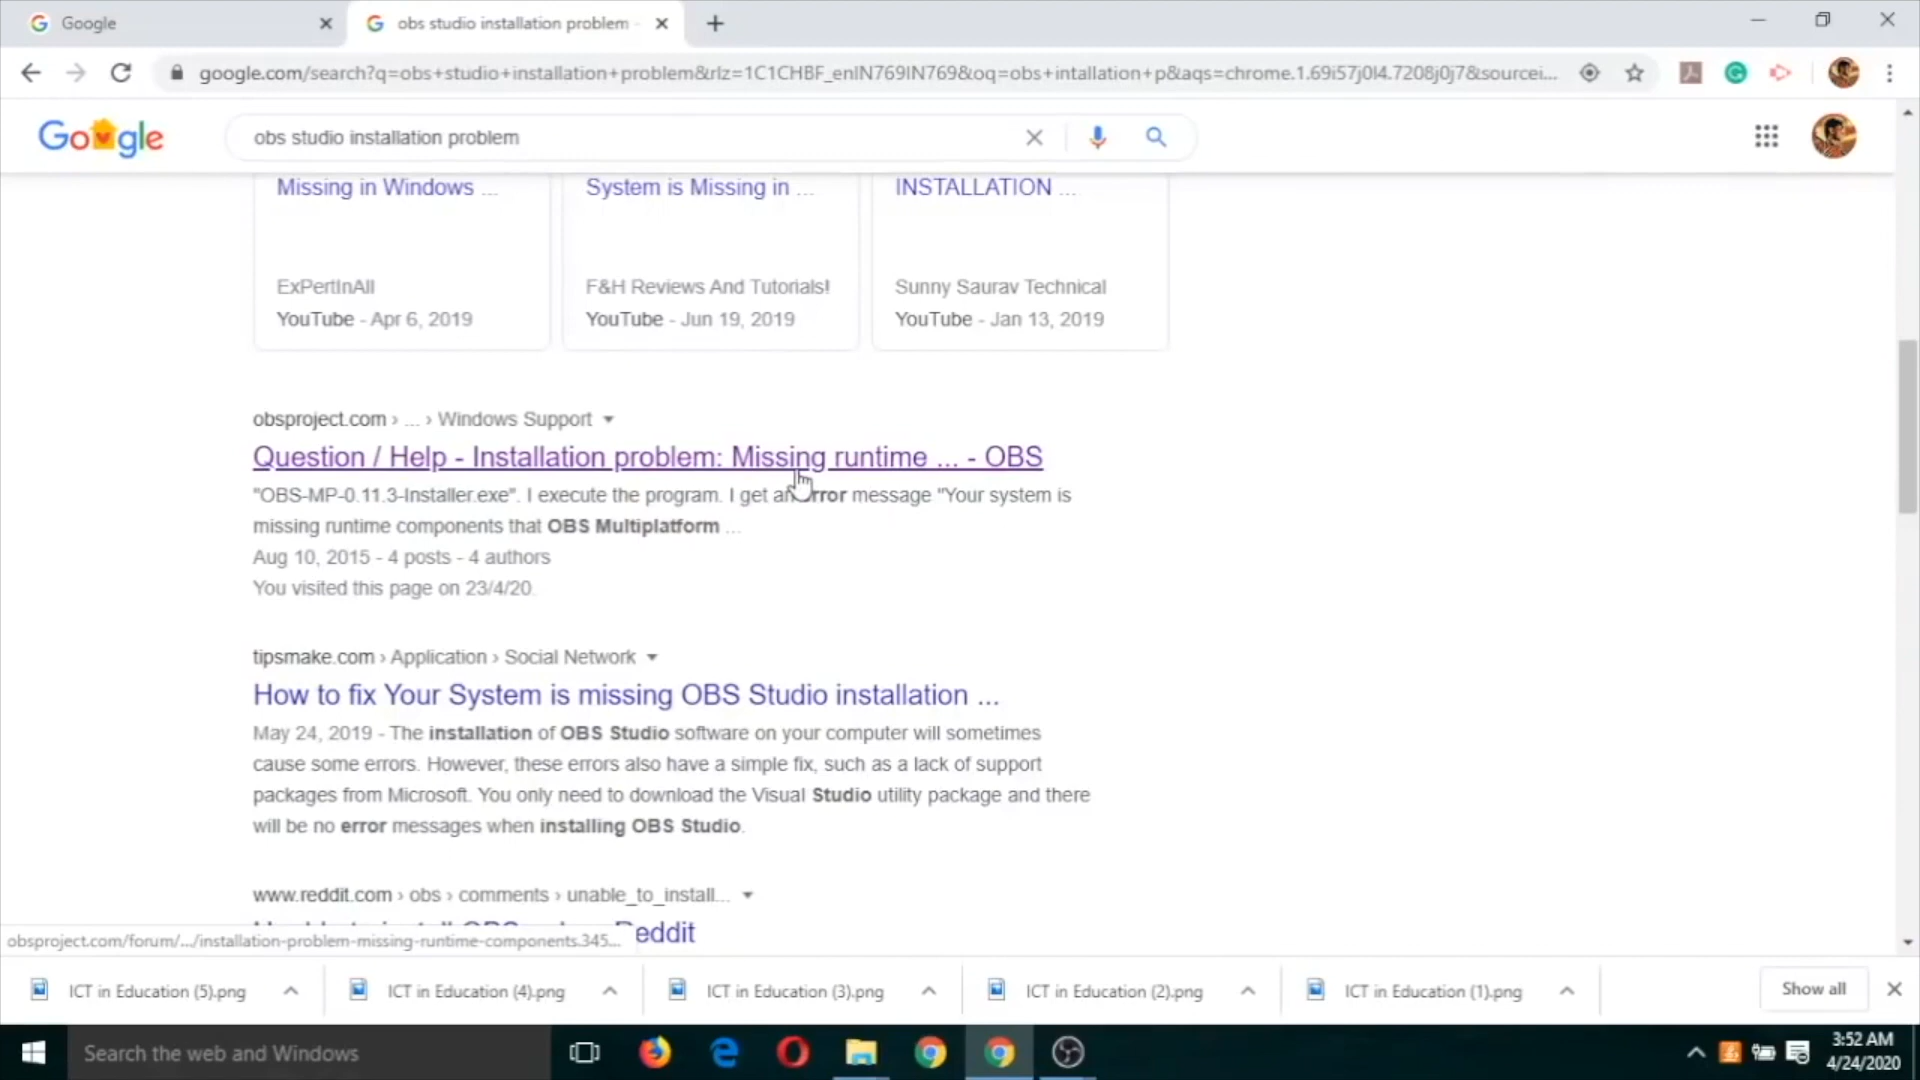 Google
obs studio installation problem -
google.com/search?q=obs+studio+installation+problem&rlz=1C1CHBF_enIN769IN769&oq=obs+intallation+p&aqs=chrome.1.69i57j0l4.7208j0j7&sourcei...
Google
obs studio installation problem
Missing in Windows ...
System is Missing in ...
INSTALLATION ...
ExPertInAll
F&H Reviews And Tutorials!
Sunny Saurav Technical
YouTube - Apr 6, 2019
YouTube - Jun 19, 2019
YouTube - Jan 13, 2019
obsproject.com › ... › Windows Support
Question / Help - Installation problem: Missing runtime ... - OBS
"OBS-MP-0.11.3-Installer.exe". I execute the program. I get an error message "Your system is
missing runtime components that OBS Multiplatform ...
Aug 10, 2015 - 4 posts - 4 authors
You visited this page on 23/4/20.
tipsmake.com › Application › Social Network
How to fix Your System is missing OBS Studio installation ...
May 24, 2019 - The installation of OBS Studio software on your computer will sometimes
cause some errors. However, these errors also have a simple fix, such as a lack of support
packages from Microsoft. You only need to download the Visual Studio utility package and there
will be no error messages when installing OBS Studio.
www.reddit.com › obs › comments › unable_to_install...
Reddit
obsproject.com/forum/.../installation-problem-missing-runtime-components.345...
ICT in Education (5).png
ICT in Education (4).png
ICT in Education (3).png
ICT in Education (2).png
ICT in Education (1).png
Show all
Search the web and Windows
3:52 AM
4/24/2020